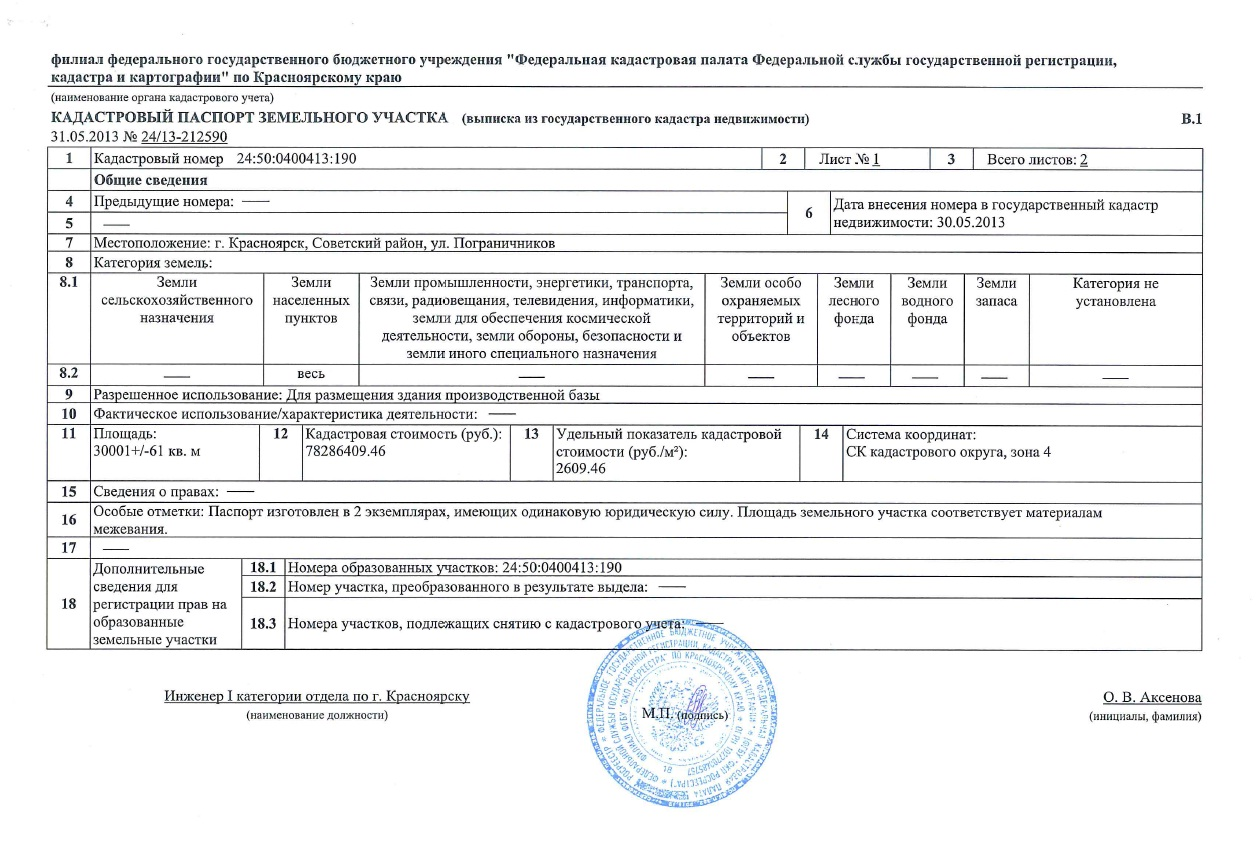 филиал федерального государственного бюджетного учреждения "Федеральная кадастровая палата Федеральной службы государственной регистрации,
кадастра и картографии" по Красноярскому краю
(наименование органа кадастрового учета)
КАДАСТРОВЫЙ ПАСПОРТ ЗЕМЕЛЬНОГО УЧАСТКА (выписка из государственного кадастра недвижимости) В.1
31.05.2013 № 24/13-212590
1 Кадастровый номер 24:50:0400413:190 2 Лист № 1 3 Всего листов: 2
Общие сведения
4 Предыдущие номера: —
5 —
6 Дата внесения номера в государственный кадастр
недвижимости: 30.05.2013
7 Местоположение: г. Красноярск, Советский район, ул. Пограничников
8 Категория земель:
8.1 Земли
сельскохозяйственного
назначения
Земли
населенных
пунктов
Земли промышленности, энергетики, транспорта,
связи, радиовещания, телевидения, информатики,
земли для обеспечения космической
деятельности, земли обороны, безопасности и
земли иного специального назначения
Земли особо
охраняемых
территорий и
объектов
Земли
лесного
фонда
Земли
водного
фонда
Земли
запаса
Категория не
установлена
8.2 — весь — — — — — —
9 Разрешенное использование: Для размещения здания производственной базы
10 Фактическое использование/характеристика деятельности: —
11 Площадь:
30001+/-61 кв. м
12 Кадастровая стоимость (руб.):
78286409.46
13 Удельный показатель кадастровой
стоимости (руб./м²):
2609.46
14 Система координат:
СК кадастрового округа, зона 4
15 Сведения о правах: —
16 Особые отметки: Паспорт изготовлен в 2 экземплярах, имеющих одинаковую юридическую силу. Площадь земельного участка соответствует материалам
межевания.
17 —
18 Дополнительные
сведения для
регистрации прав на
образованные
земельные участки
18.1 Номера образованных участков: 24:50:0400413:190
18.2 Номер участка, преобразованного в результате выдела: —
18.3 Номера участков, подлежащих снятию с кадастрового учета: —
Инженер I категории отдела по г. Красноярску
(наименование должности)
М.П. (подпись)
О. В. Аксенова
(инициалы, фамилия)